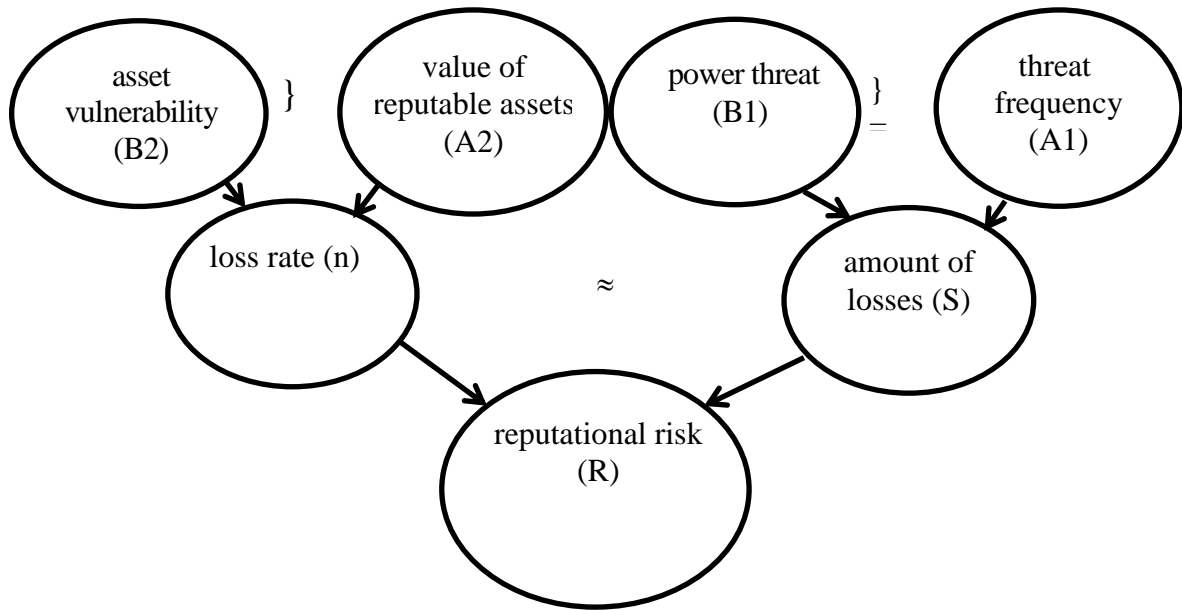 asset
vulnerability
(B2)
}
value of
reputable assets
(A2)
power threat
(B1)
}
=
threat
frequency
(A1)
loss rate (n)
≈
amount of
losses (S)
reputational risk
(R)